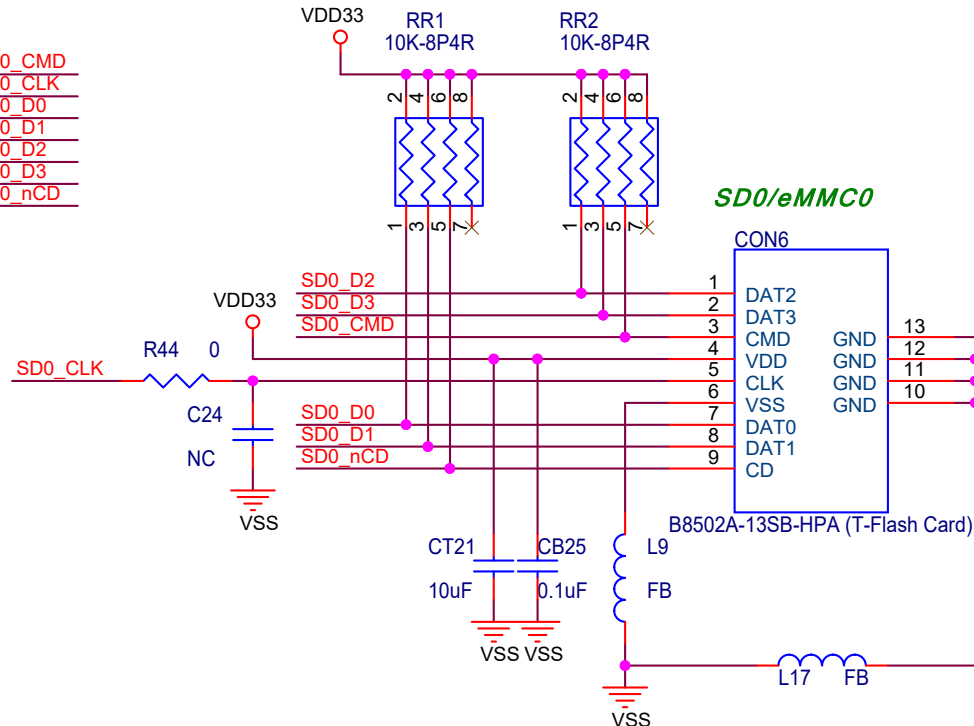 VDD33
RR1
10K-8P4R
RR2
10K-8P4R
0_CMD
0_CLK
0_D0
0_D1
0_D2
0_D3
0_nCD
2 4 6 8
2 4 6 8
1 3 5 7
1 3 5 7
SD0/eMMC0
CON6
SD0_D2
1
DAT2
SD0_D3
2
DAT3
SD0_CMD
3
CMD
GND
13
VDD33
4
VDD
GND
12
R44
0
SD0_CLK
5
CLK
GND
11
6
VSS
GND
10
C24
NC
VSS
SD0_D0
7
DAT0
SD0_D1
8
DAT1
SD0_nCD
9
CD
B8502A-13SB-HPA (T-Flash Card)
CT21
10uF
VSS
CB25
0.1uF
VSS
L9
FB
L17
FB
VSS